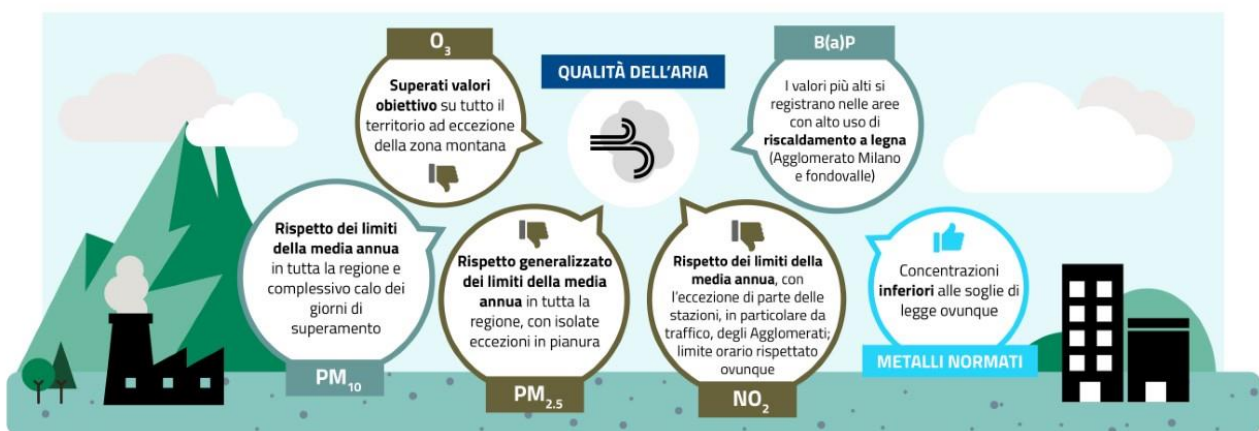 O₃
Superati valori
obiettivo su tutto il
territorio ad eccezione
della zona montana
QUALITÀ DELL'ARIA
B(a)P
I valori più alti si
registrano nelle aree
con alto uso di
riscaldamento a legna
(Agglomerato Milano
e fondovalle)
Rispetto dei limiti
della media annua
in tutta la regione e
complessivo calo dei
giorni di
superamento
PM₁₀
Rispetto generalizzato
dei limiti della media
annua in tutta la
regione, con isolate
eccezioni in pianura
PM₂.₅
Rispetto dei limiti della
media annua, con
l'eccezione di parte delle
stazioni, in particolare da
traffico, degli Agglomerati;
limite orario rispettato
ovunque
NO₂
Concentrazioni
inferiori alle soglie di
legge ovunque
METALLI NORMATI